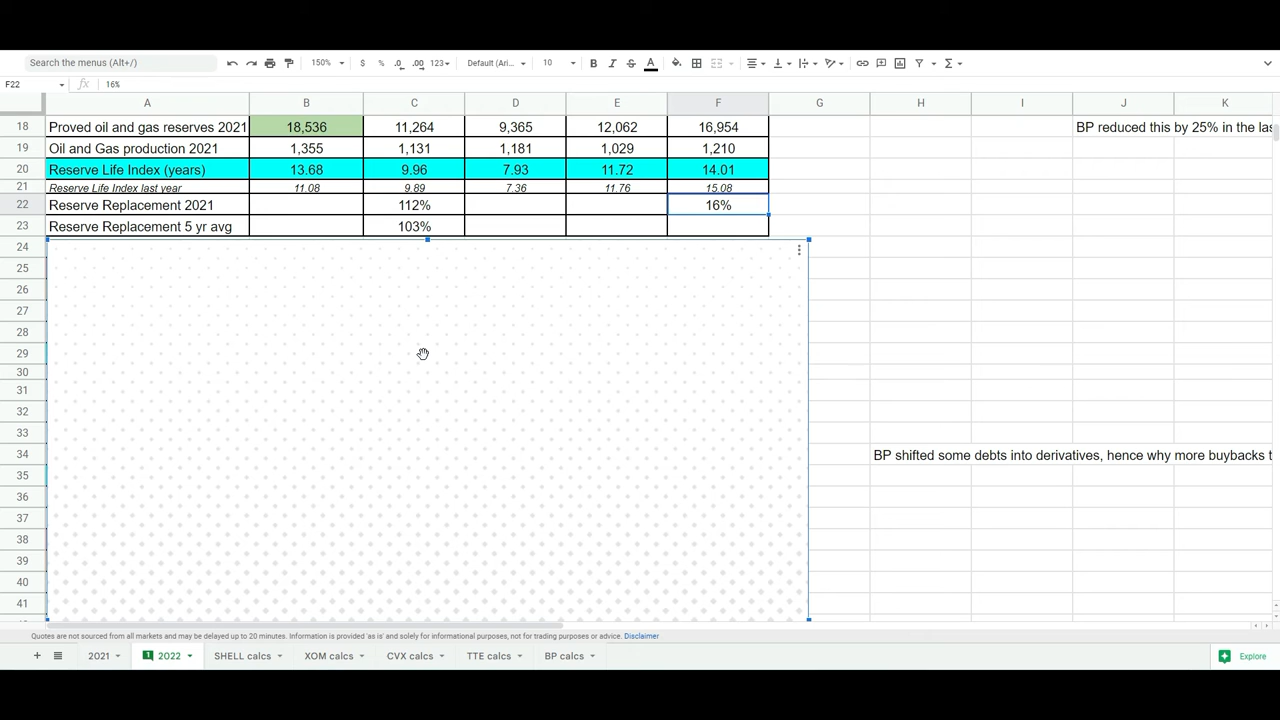 Search the menus (Alt+/)
150%
$ % .0 .00 123
Default (Ari...
10
B I S A
F22
fx 16%
A B C D E F G H I J K
18 Proved oil and gas reserves 2021 18,536 11,264 9,365 12,062 16,954 BP reduced this by 25% in the las
19 Oil and Gas production 2021 1,355 1,131 1,181 1,029 1,210
20 Reserve Life Index (years) 13.68 9.96 7.93 11.72 14.01
21 Reserve Life Index last year 11.08 9.89 7.36 11.76 15.08
22 Reserve Replacement 2021 112% 16%
23 Reserve Replacement 5 yr avg 103%
24
25
26
27
28
29
30
31
32
33
34 BP shifted some debts into derivatives, hence why more buybacks t
35
36
37
38
39
40
41
Quotes are not sourced from all markets and may be delayed up to 20 minutes. Information is provided 'as is' and solely for informational purposes, not for trading purposes or advice. Disclaimer
+ 2021 1 2022 SHELL calcs XOM calcs CVX calcs TTE calcs BP calcs Explore